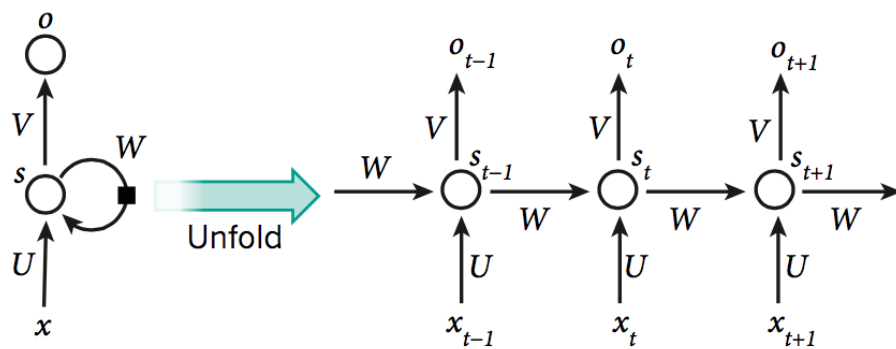 o
o_{t-1} o_t o_{t+1}
V V V V
W
s s_{t-1} s_t s_{t+1}
W
W W W
Unfold
U U U U
x x_{t-1} x_t x_{t+1}